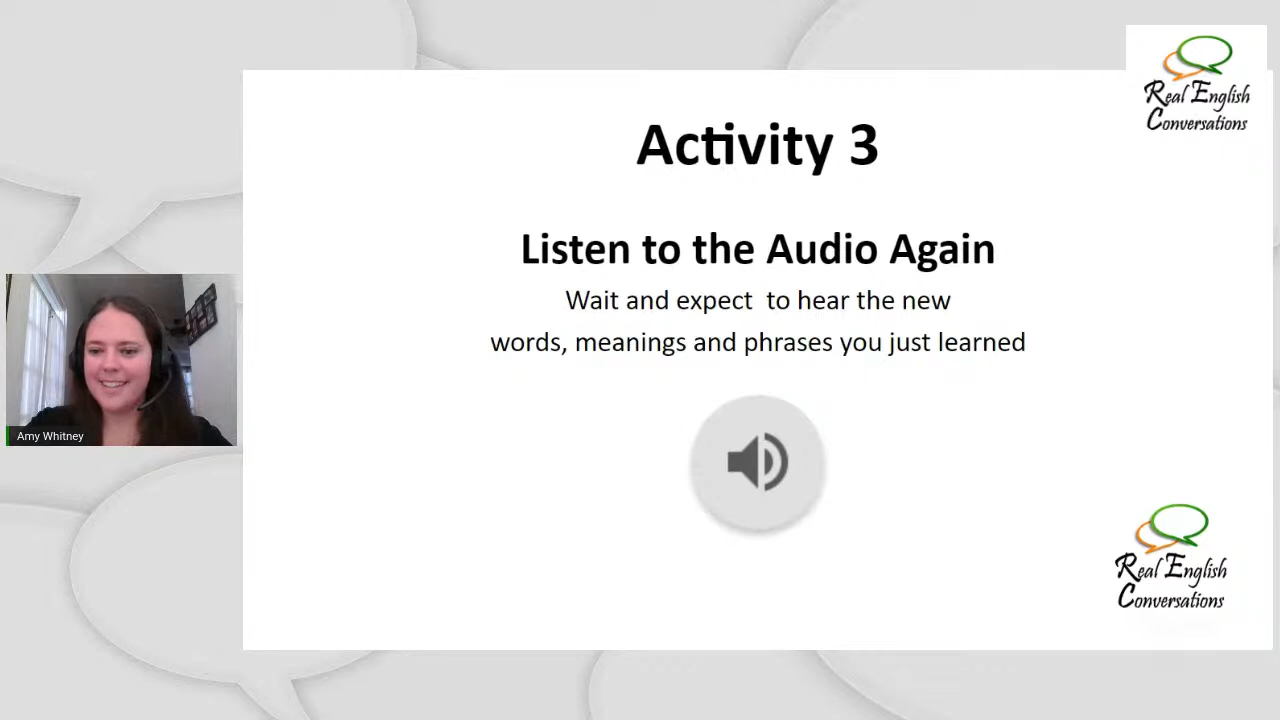 Real English
Conversations
Activity 3
Listen to the Audio Again
Wait and expect to hear the new
words, meanings and phrases you just learned
Amy Whitney
Real English
Conversations